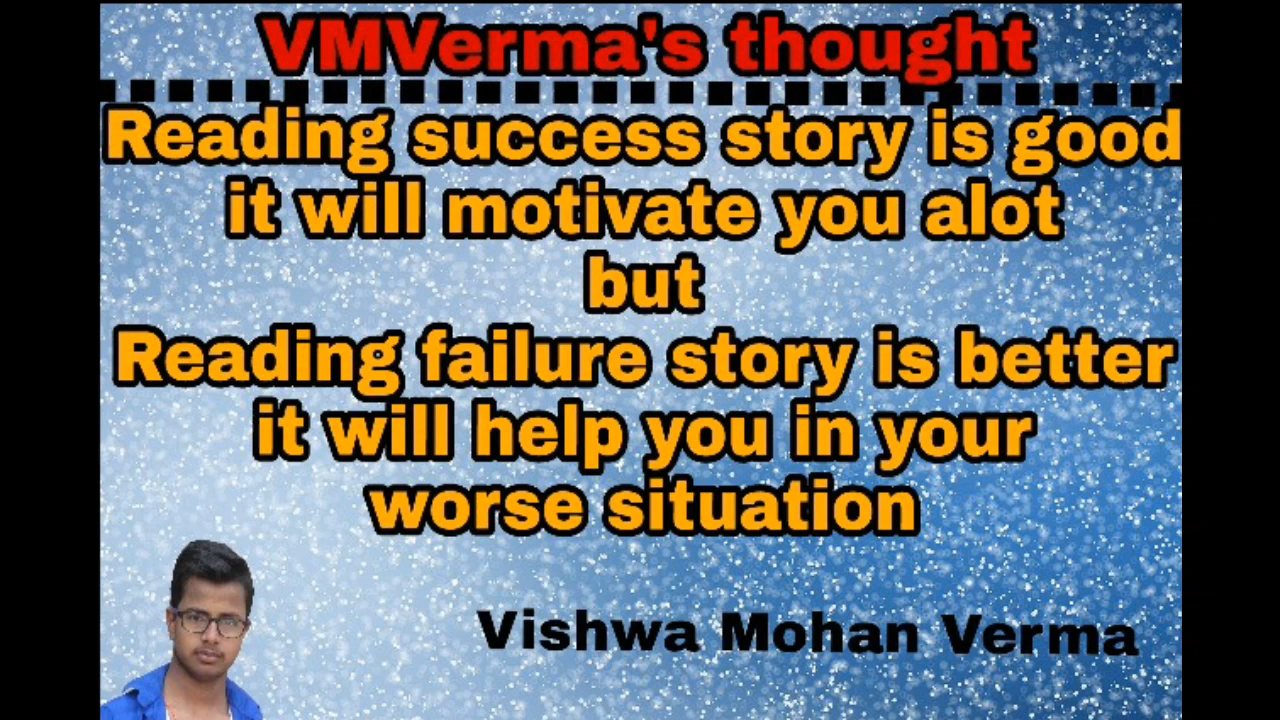 VMVerma's thought
Reading success story is good
it will motivate you alot
but
Reading failure story is better
it will help you in your
worse situation
Vishwa Mohan Verma